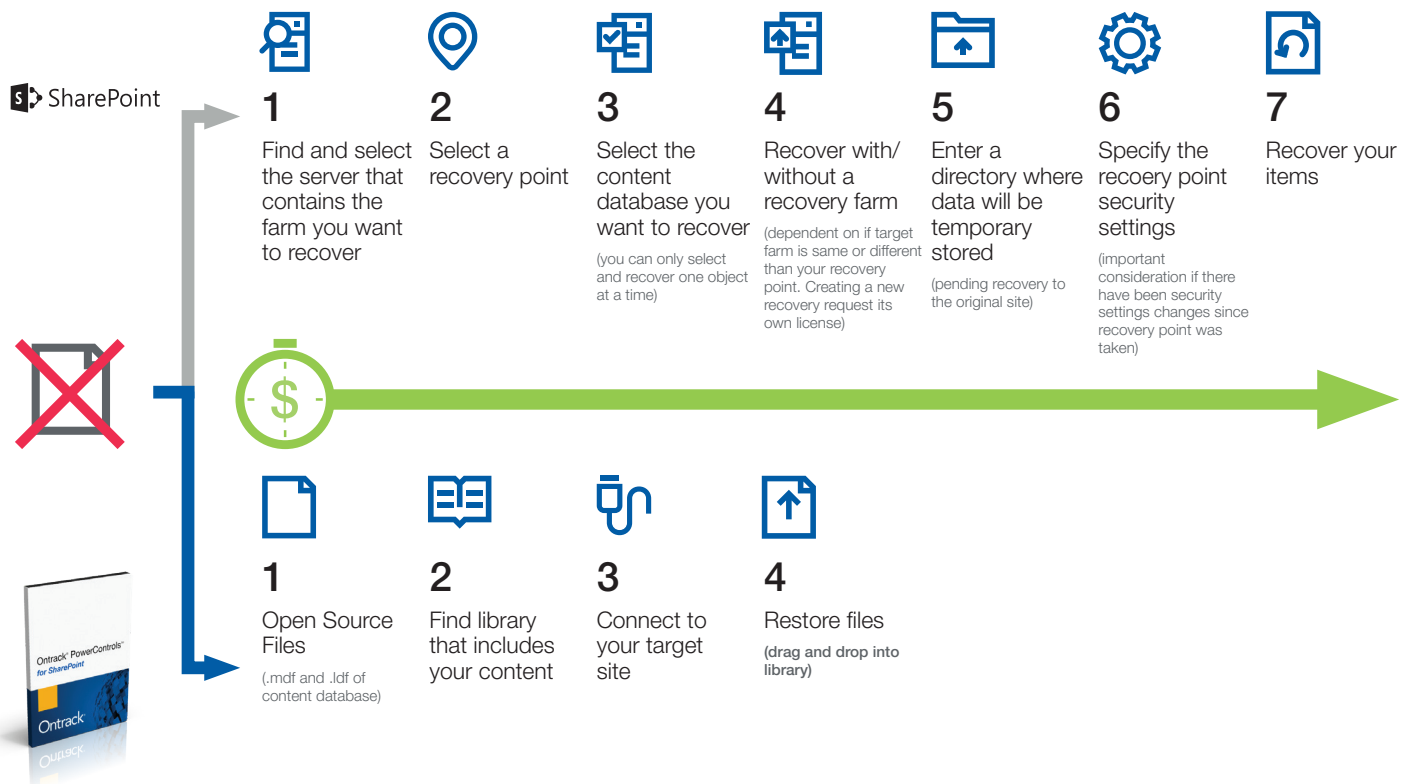 SharePoint
1
Find and select
the server that
contains the
farm you want
to recover
2
Select a
recovery point
3
Select the
content
database you
want to recover
(you can only select
and recover one object
at a time)
4
Recover with/
without a
recovery farm
(dependent on if target
farm is same or different
than your recovery
point. Creating a new
recovery request its
own license)
5
Enter a
directory where
data will be
temporary
stored
(pending recovery to
the original site)
6
Specify the
recoery point
security
settings
(important
consideration if there
have been security
settings changes since
recovery point was
taken)
7
Recover your
items
$
1
Open Source
Files
(.mdf and .ldf of
content database)
2
Find library
that includes
your content
3
Connect to
your target
site
4
Restore files
(drag and drop into
library)
Ontrack® PowerControls™
for SharePoint
Ontrack